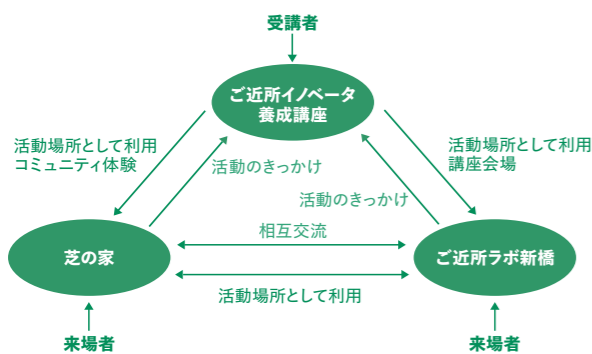 受講者
ご近所イノベータ
養成講座
活動場所として利用
コミュニティ体験
活動のきっかけ
活動場所として利用
講座会場
活動のきっかけ
相互交流
芝の家
ご近所ラボ新橋
活動場所として利用
来場者
来場者